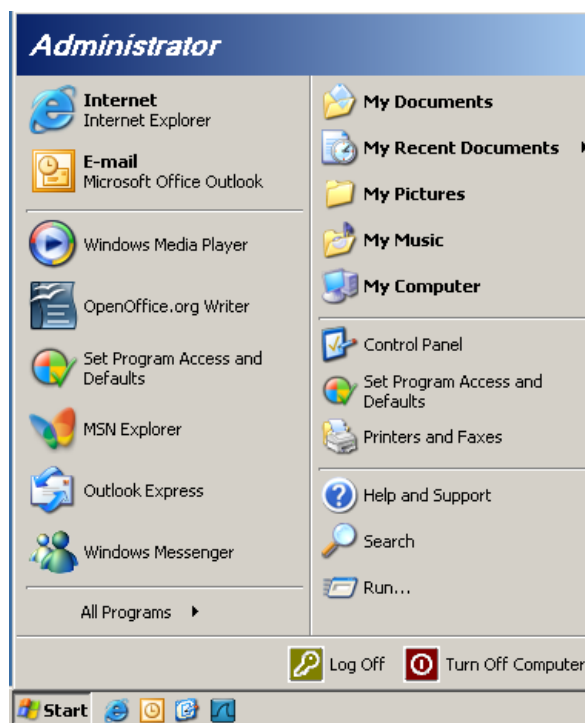 Administrator
Internet
Internet Explorer
E-mail
Microsoft Office Outlook
Windows Media Player
OpenOffice.org Writer
Set Program Access and
Defaults
MSN Explorer
Outlook Express
Windows Messenger
All Programs
My Documents
My Recent Documents
My Pictures
My Music
My Computer
Control Panel
Set Program Access and
Defaults
Printers and Faxes
Help and Support
Search
Run...
Log Off
Turn Off Computer
Start